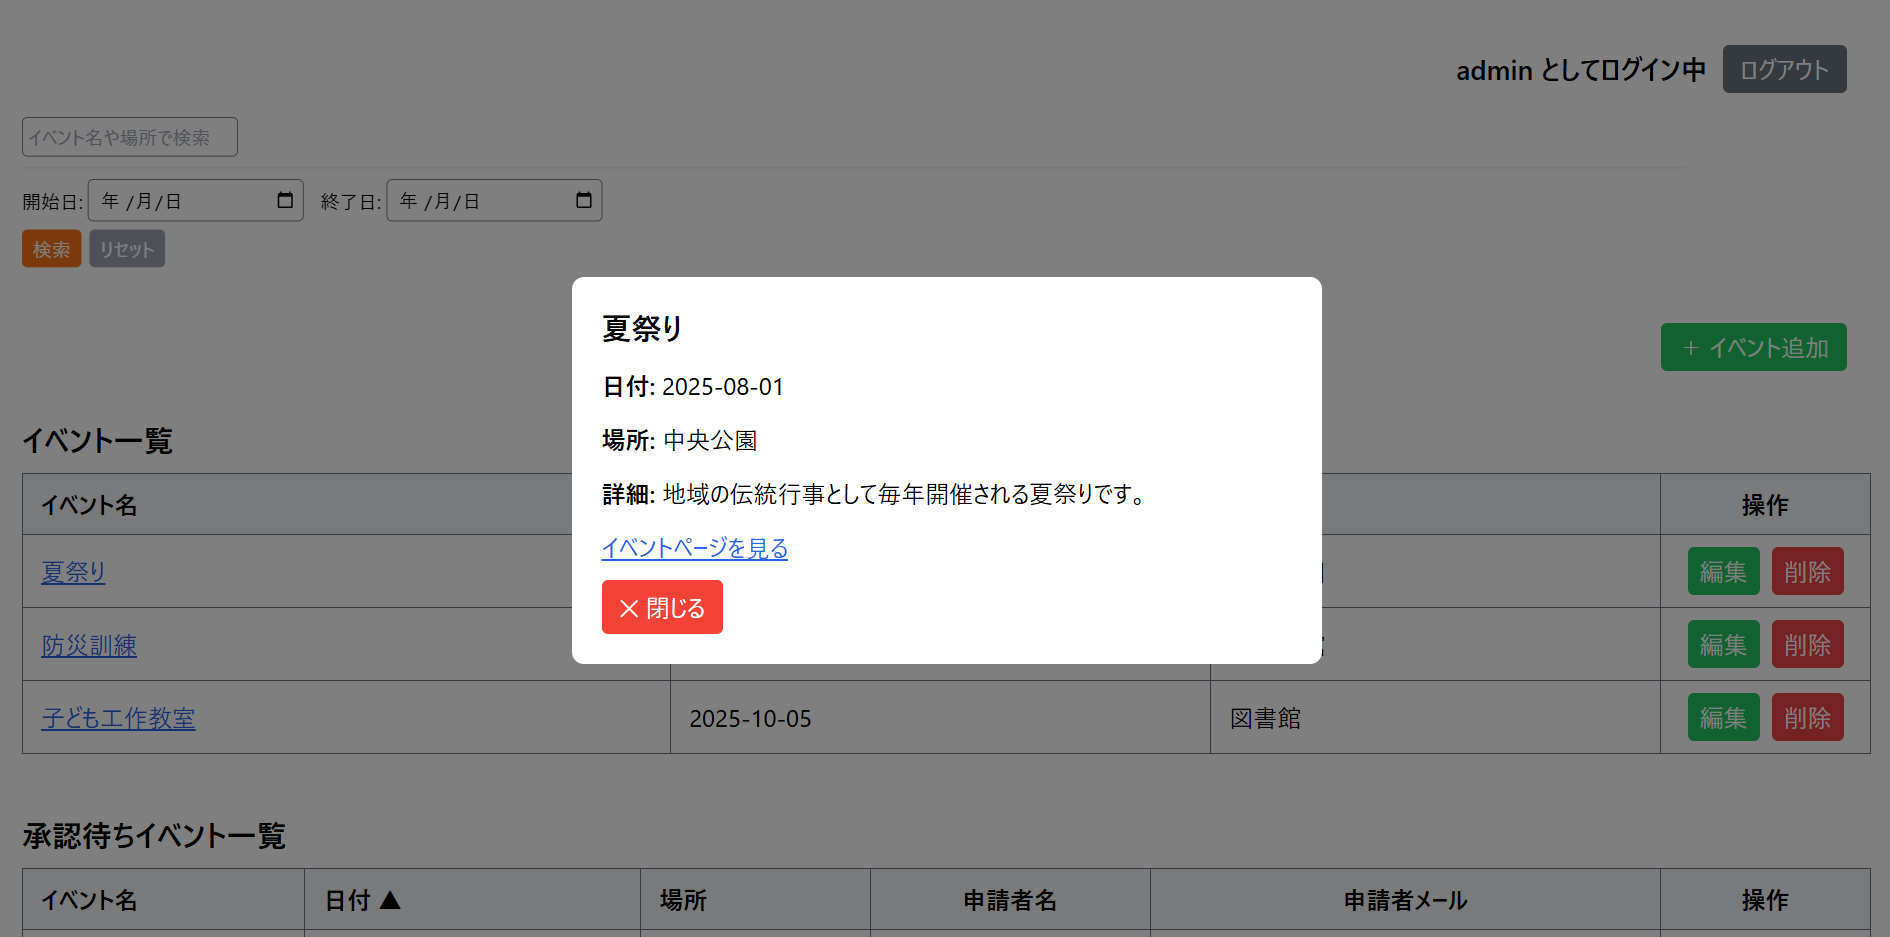 admin としてログイン中 ログアウト
イベント名や場所で検索
開始日: 年 /月/日 終了日: 年 /月/日
検索 リセット
夏祭り
日付: 2025-08-01
場所: 中央公園
詳細: 地域の伝統行事として毎年開催される夏祭りです。
イベントページを見る
× 閉じる
＋ イベント追加
イベント一覧
イベント名 操作
夏祭り 編集 削除
防災訓練 編集 削除
子ども工作教室 2025-10-05 図書館 編集 削除
承認待ちイベント一覧
イベント名 日付 ▲ 場所 申請者名 申請者メール 操作